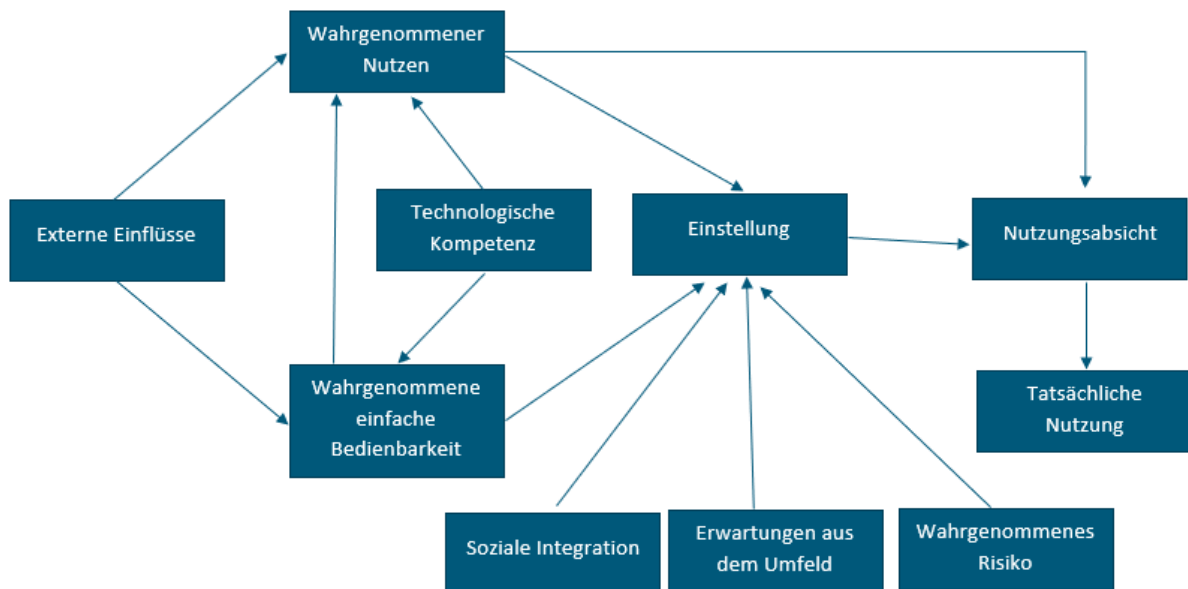 Wahrgenommener
Nutzen
Externe Einflüsse
Technologische
Kompetenz
Einstellung
Nutzungsabsicht
Wahrgenommene
einfache
Bedienbarkeit
Tatsächliche
Nutzung
Soziale Integration
Erwartungen aus
dem Umfeld
Wahrgenommenes
Risiko